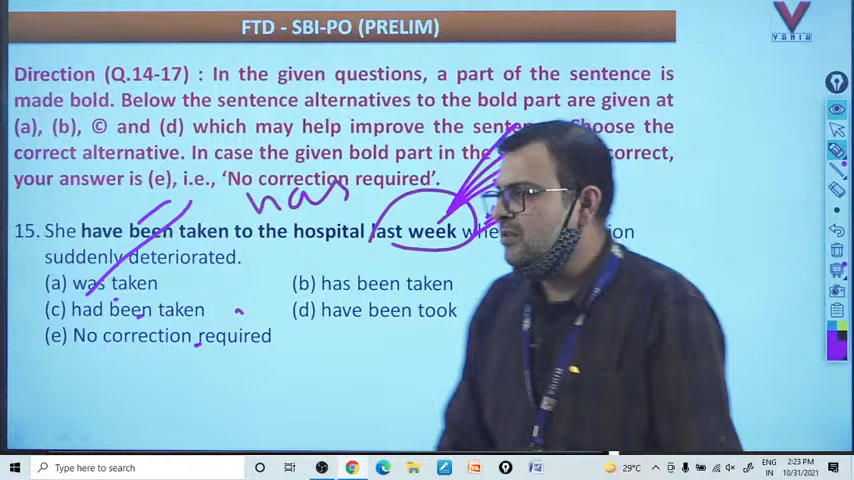 FTD - SBI-PO (PRELIM)
VANIK
Direction (Q.14-17) : In the given questions, a part of the sentence is
made bold. Below the sentence alternatives to the bold part are given at
(a), (b), © and (d) which may help improve the Choose the
correct alternative. In case the given bold part in the correct,
your answer is (e), i.e., ‘No correction required’.
has
15. She have been taken to the hospital last week
suddenly deteriorated.
(a) was taken
(b) has been taken
(c) had been taken
(d) have been took
(e) No correction required
Type here to search
29°C
ENG
IN
2:23 PM
10/31/2021